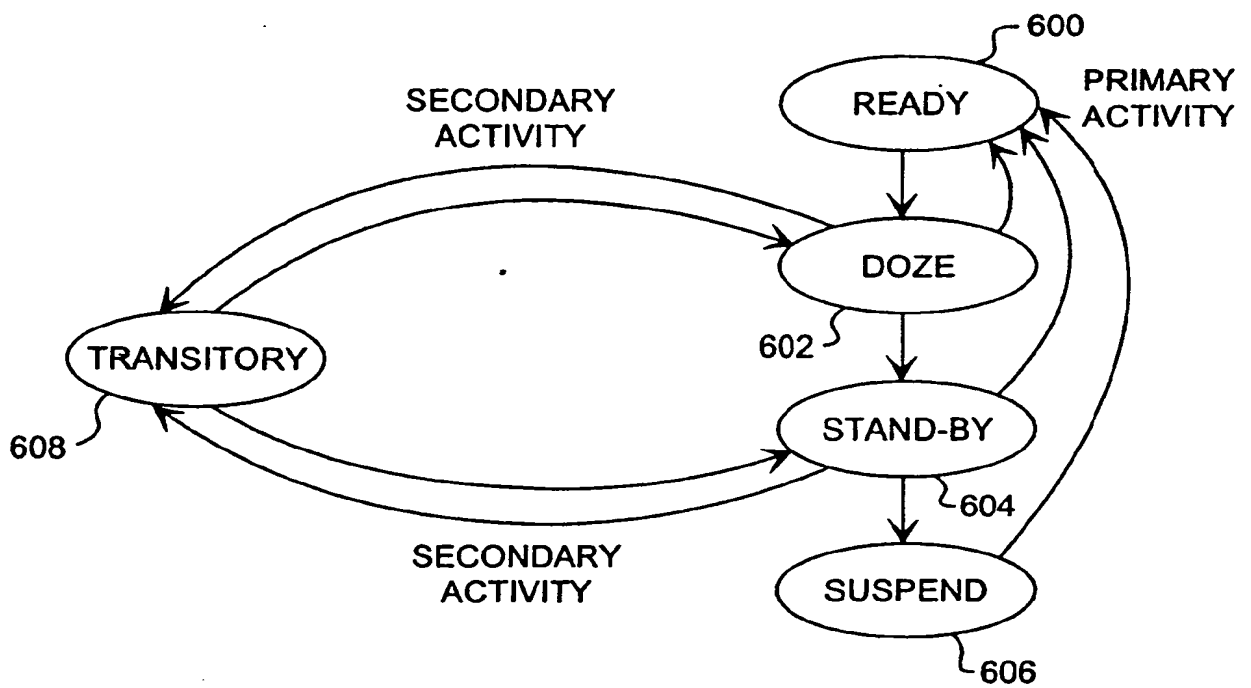 600
READY
PRIMARY
ACTIVITY
SECONDARY
ACTIVITY
DOZE
602
TRANSITORY
608
STAND-BY
604
SECONDARY
ACTIVITY
SUSPEND
606